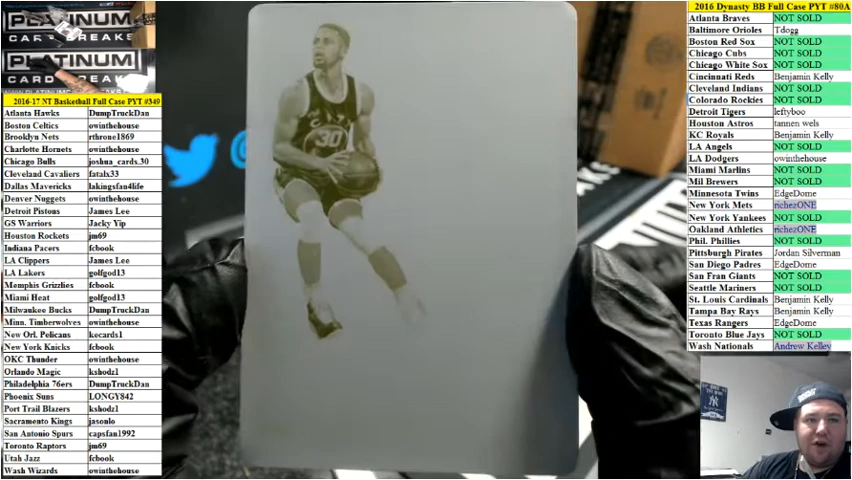 PLATINUM
CARD BREAKS
PLATINUM
CARD BREAKS
2016-17 NT Basketball Full Case PYT #349
Atlanta Hawks DumpTruckDan
Boston Celtics owinthehouse
Brooklyn Nets rthrone1869
Charlotte Hornets owinthehouse
Chicago Bulls joshua_cards.30
Cleveland Cavaliers fatalx33
Dallas Mavericks lakingsfan4life
Denver Nuggets owinthehouse
Detroit Pistons James Lee
GS Warriors Jacky Yip
Houston Rockets jm69
Indiana Pacers fcbook
LA Clippers James Lee
LA Lakers golfgod13
Memphis Grizzlies fcbook
Miami Heat golfgod13
Milwaukee Bucks DumpTruckDan
Minn. Timberwolves owinthehouse
New Orl. Pelicans kecards1
New York Knicks fcbook
OKC Thunder owinthehouse
Orlando Magic kshodz1
Philadelphia 76ers DumpTruckDan
Phoenix Suns LONGY842
Port Trail Blazers kshodz1
Sacramento Kings jasonlo
San Antonio Spurs capsfan1992
Toronto Raptors jm69
Utah Jazz fcbook
Wash Wizards owinthehouse
30
2016 Dynasty BB Full Case PYT #80A
Atlanta Braves NOT SOLD
Baltimore Orioles Tdogg
Boston Red Sox NOT SOLD
Chicago Cubs NOT SOLD
Chicago White Sox NOT SOLD
Cincinnati Reds Benjamin Kelly
Cleveland Indians NOT SOLD
Colorado Rockies NOT SOLD
Detroit Tigers leftyboo
Houston Astros tannen wels
KC Royals Benjamin Kelly
LA Angels NOT SOLD
LA Dodgers owinthehouse
Miami Marlins NOT SOLD
Mil Brewers NOT SOLD
Minnesota Twins EdgeDome
New York Mets richezONE
New York Yankees NOT SOLD
Oakland Athletics richezONE
Phil. Phillies NOT SOLD
Pittsburgh Pirates Jordan Silverman
San Diego Padres EdgeDome
San Fran Giants NOT SOLD
Seattle Mariners NOT SOLD
St. Louis Cardinals Benjamin Kelly
Tampa Bay Rays Benjamin Kelly
Texas Rangers EdgeDome
Toronto Blue Jays NOT SOLD
Wash Nationals Andrew Kelley